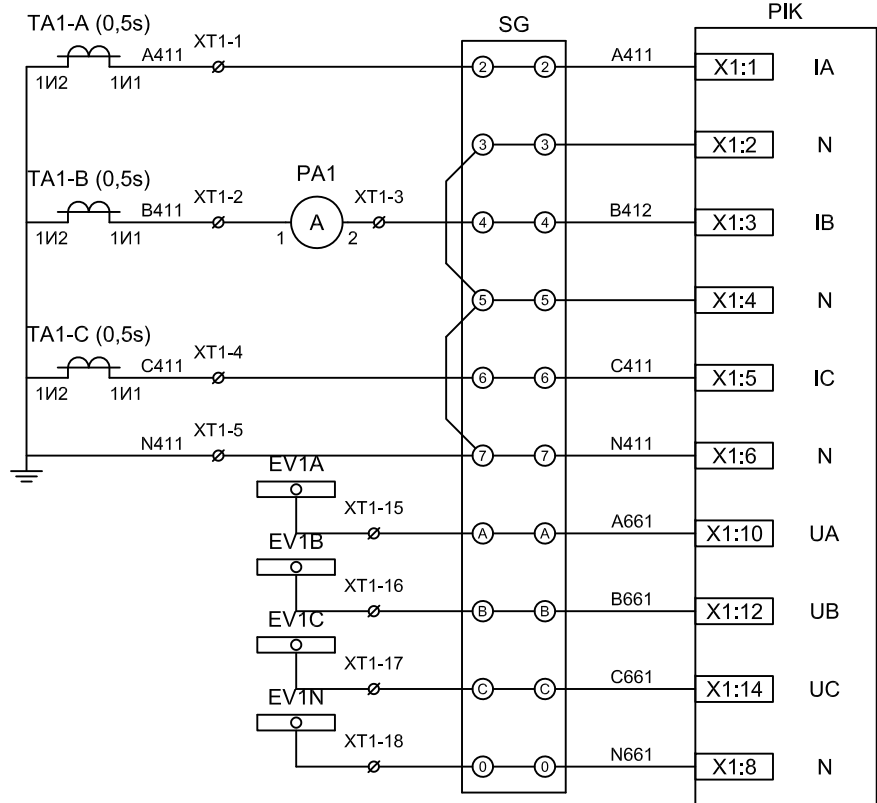 PIK
SG
TA1-A (0,5s)
A411 XT1-1
1И2 1И1
2 2 A411 X1:1 IA
3 3 X1:2 N
TA1-B (0,5s)
PA1
B411 XT1-2 XT1-3
1И2 1И1
1 A 2
4 4 B412 X1:3 IB
5 5 X1:4 N
TA1-C (0,5s)
C411 XT1-4
1И2 1И1
6 6 C411 X1:5 IC
N411 XT1-5
7 7 N411 X1:6 N
EV1A
XT1-15
A A A661 X1:10 UA
EV1B
XT1-16
B B B661 X1:12 UB
EV1C
XT1-17
C C C661 X1:14 UC
EV1N
XT1-18
0 0 N661 X1:8 N